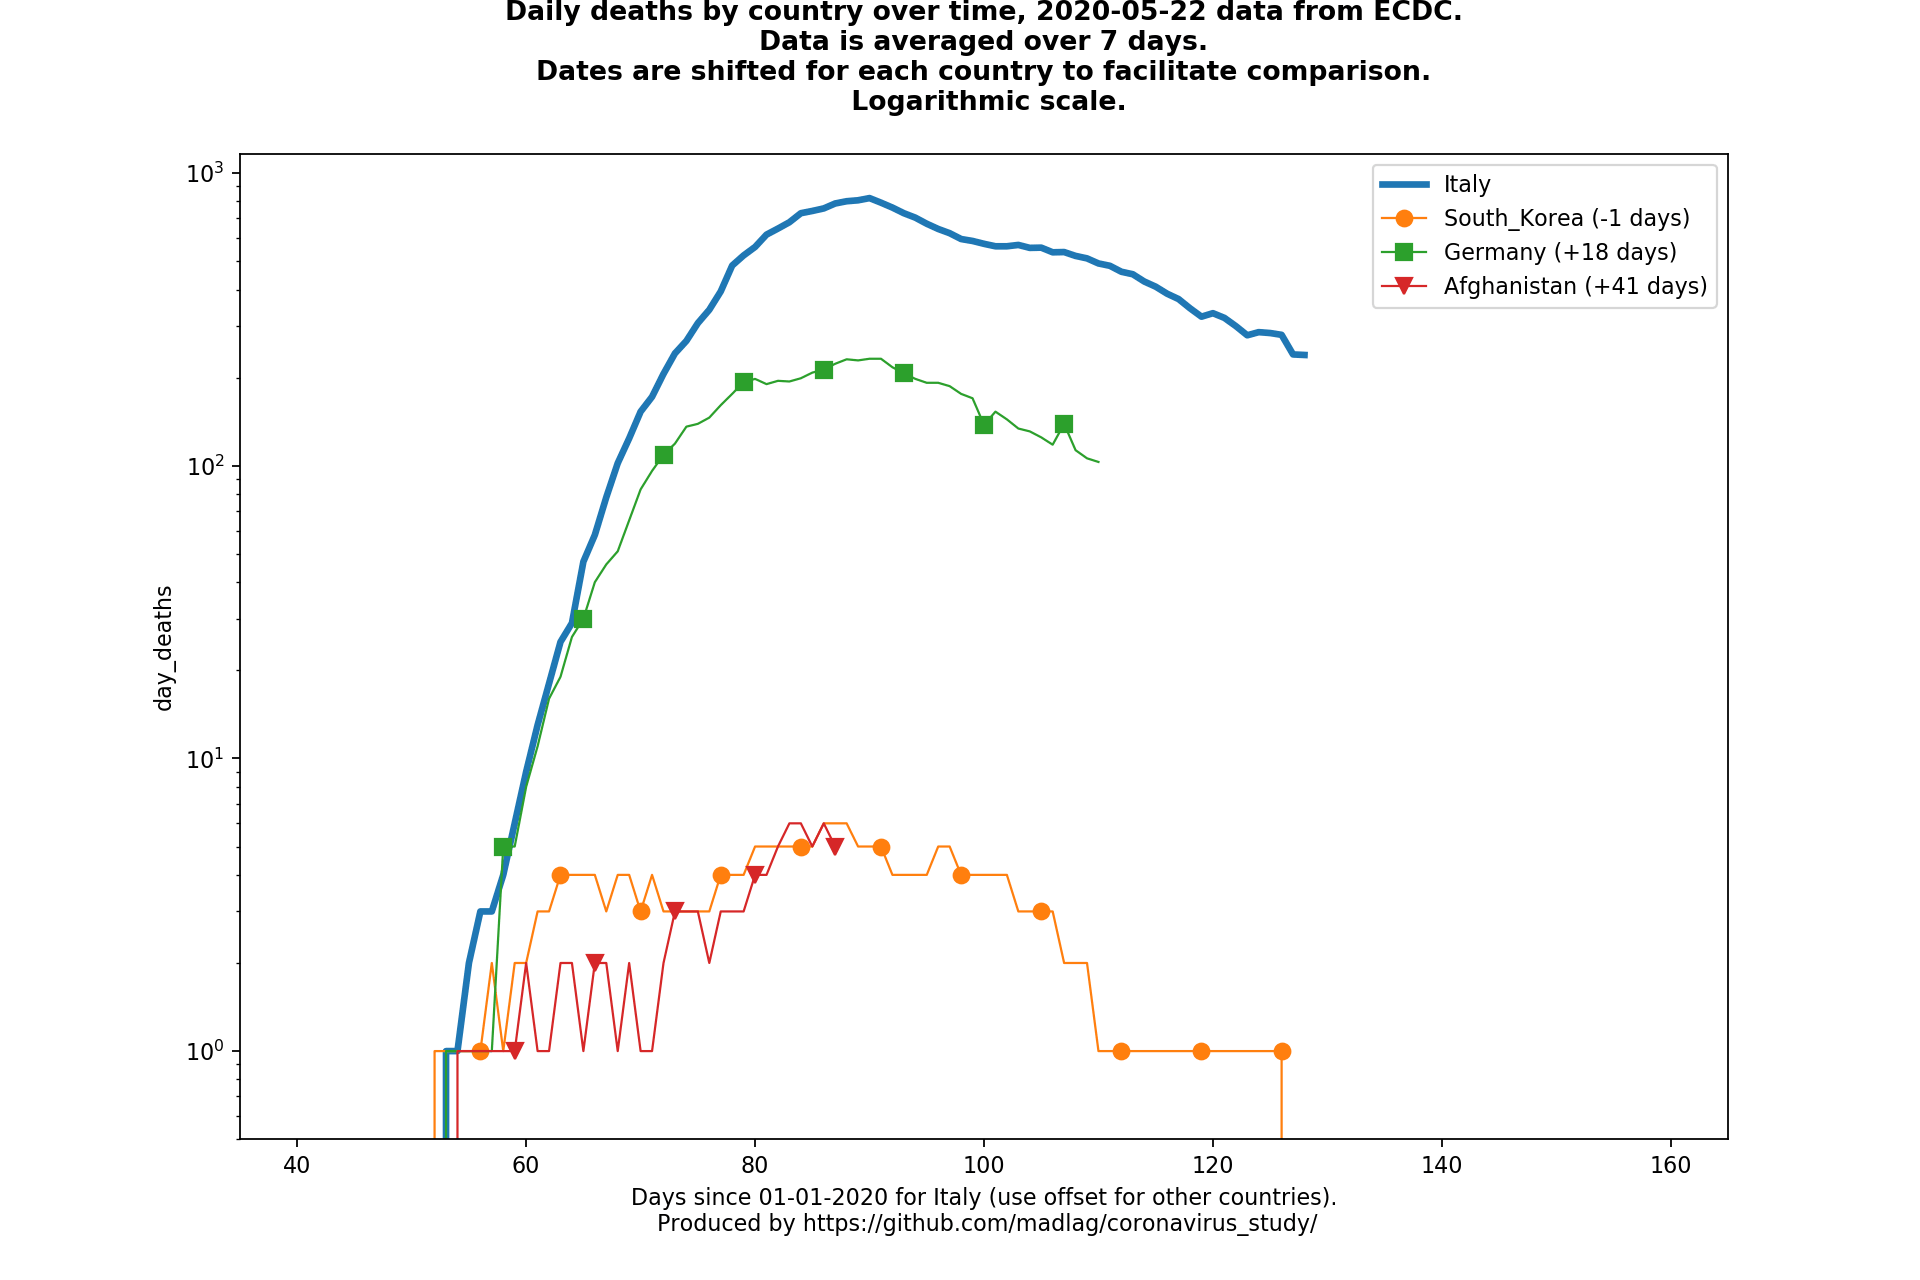 Daily deaths by country over time, 2020-05-22 data from ECDC.
Data is averaged over 7 days.
Dates are shifted for each country to facilitate comparison.
Logarithmic scale.
10³
10²
10¹
10⁰
day_deaths
Italy
South_Korea (-1 days)
Germany (+18 days)
Afghanistan (+41 days)
40 60 80 100 120 140 160
Days since 01-01-2020 for Italy (use offset for other countries).
Produced by https://github.com/madlag/coronavirus_study/